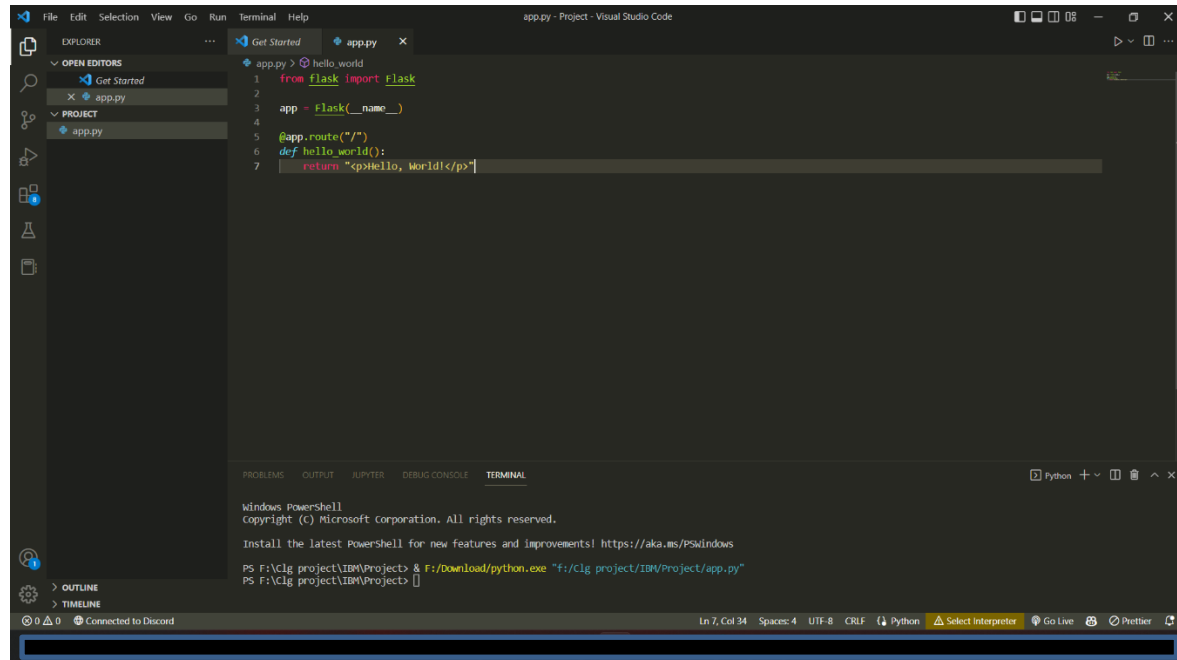 File Edit Selection View Go Run Terminal Help
app.py - Project - Visual Studio Code
EXPLORER
OPEN EDITORS
Get Started
app.py
PROJECT
app.py
OUTLINE
TIMELINE
Get Started app.py
app.py > hello_world
1 from flask import Flask
2
3 app = Flask(__name__)
4
5 @app.route("/")
6 def hello_world():
7 return "<p>Hello, World!</p>"
PROBLEMS OUTPUT JUPYTER DEBUG CONSOLE TERMINAL
Python
Windows PowerShell
Copyright (C) Microsoft Corporation. All rights reserved.
Install the latest PowerShell for new features and improvements! https://aka.ms/PSWindows
PS F:\Clg project\IBM\Project> & F:/Download/python.exe "f:/Clg project/IBM/Project/app.py"
PS F:\Clg project\IBM\Project>
8
1
0 0 Connected to Discord Ln 7, Col 34 Spaces: 4 UTF-8 CRLF Python Select Interpreter Go Live Prettier